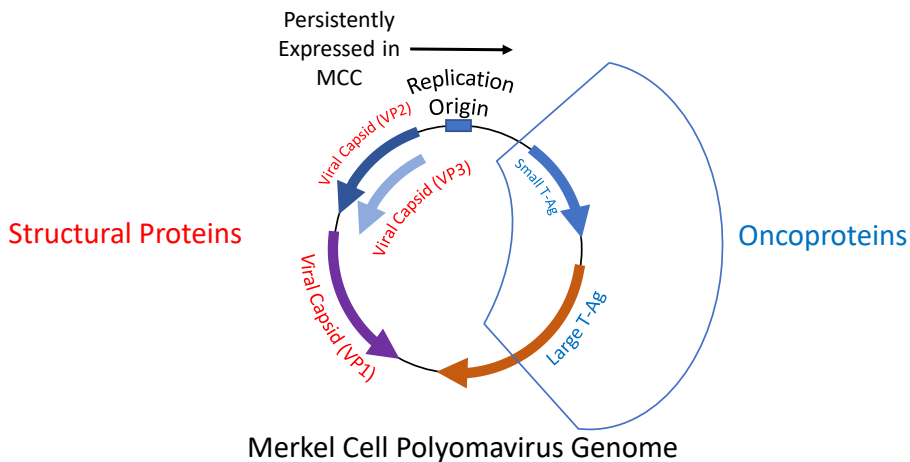 Persistently
Expressed in
MCC
Replication
Origin
Viral Capsid (VP2)
Viral Capsid (VP3)
Small T-Ag
Structural Proteins
Oncoproteins
Viral Capsid (VP1)
Large T-Ag
Merkel Cell Polyomavirus Genome